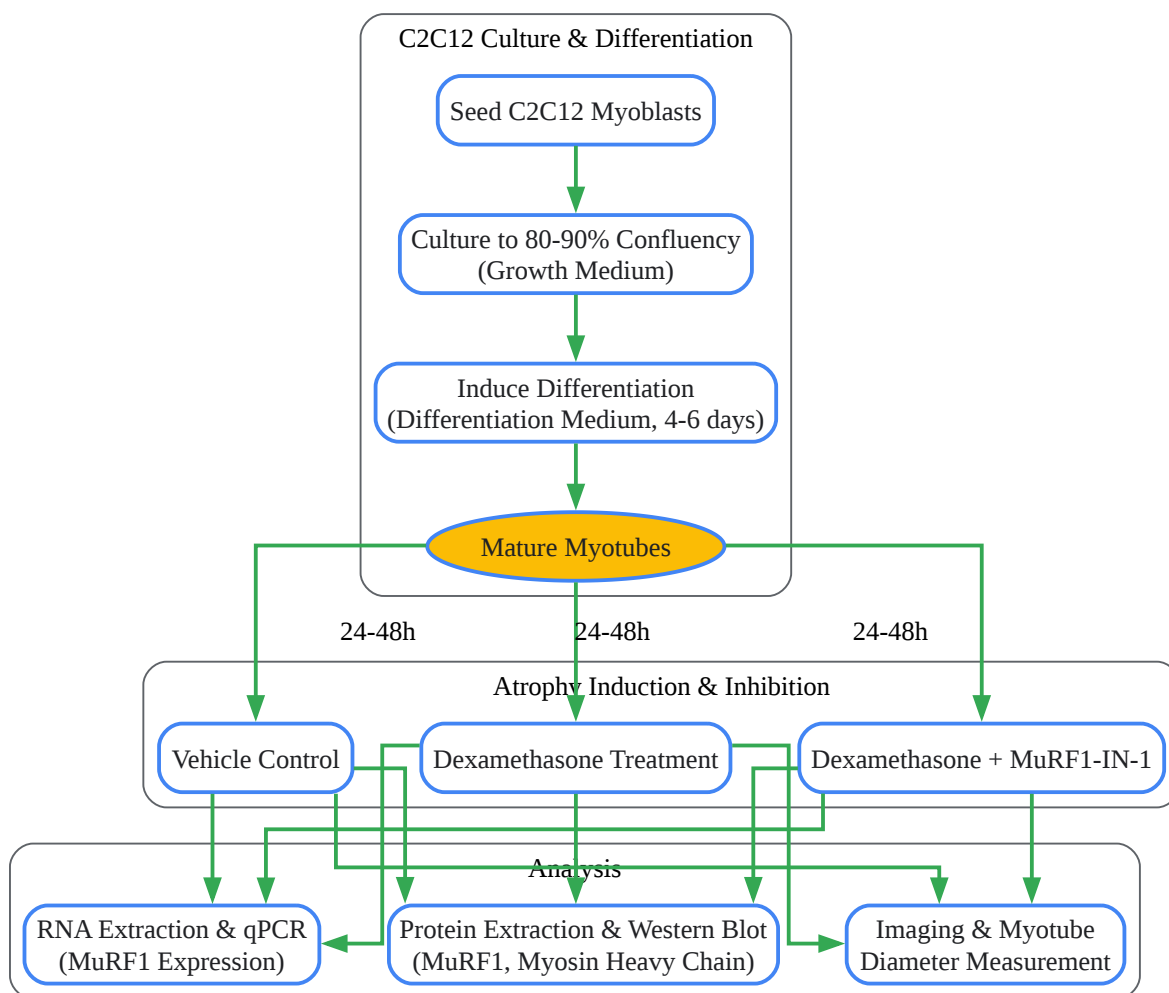 C2C12 Culture & Differentiation
Seed C2C12 Myoblasts
Culture to 80-90% Confluency
(Growth Medium)
Induce Differentiation
(Differentiation Medium, 4-6 days)
Mature Myotubes
24-48h
24-48h
24-48h
Atrophy Induction & Inhibition
Vehicle Control
Dexamethasone Treatment
Dexamethasone + MuRF1-IN-1
Analysis
RNA Extraction & qPCR
(MuRF1 Expression)
Protein Extraction & Western Blot
(MuRF1, Myosin Heavy Chain)
Imaging & Myotube
Diameter Measurement